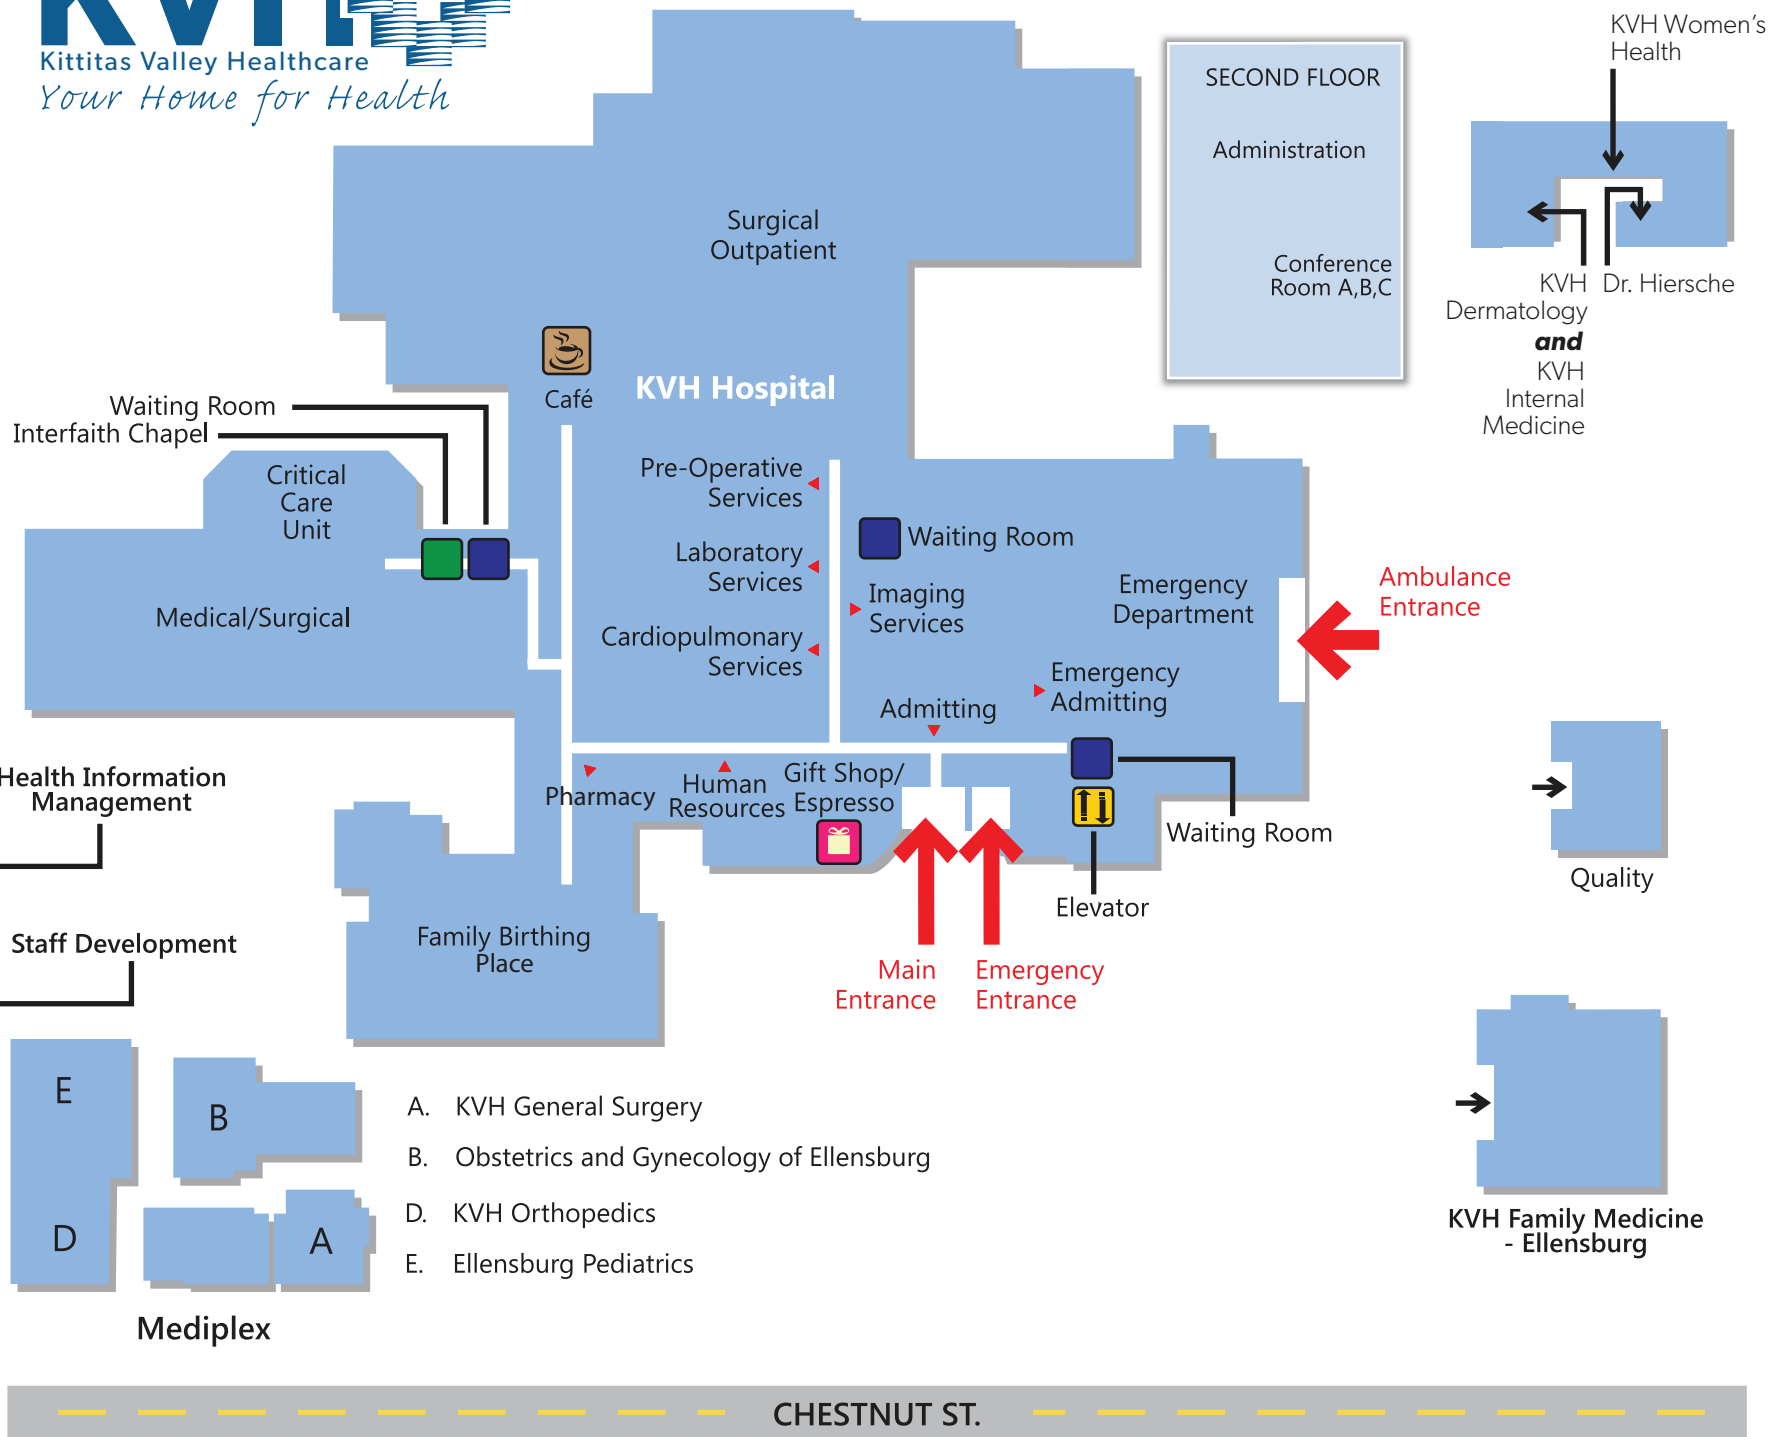 KVH
Kittitas Valley Healthcare
Your Home for Health
SECOND FLOOR
Administration
Conference
Room A,B,C
KVH Women's
Health
KVH
Dermatology
and
KVH
Internal
Medicine
Dr. Hiersche
Surgical
Outpatient
Café
KVH Hospital
Waiting Room
Interfaith Chapel
Critical
Care
Unit
Medical/Surgical
Pre-Operative
Services
Laboratory
Services
Cardiopulmonary
Services
Waiting Room
Imaging
Services
Emergency
Department
Ambulance
Entrance
Emergency
Admitting
Admitting
Health Information
Management
Pharmacy
Human
Resources
Gift Shop/
Espresso
Waiting Room
Elevator
Quality
Staff Development
Family Birthing
Place
Main
Entrance
Emergency
Entrance
E
B
D
A
A. KVH General Surgery
B. Obstetrics and Gynecology of Ellensburg
D. KVH Orthopedics
E. Ellensburg Pediatrics
Mediplex
KVH Family Medicine
- Ellensburg
CHESTNUT ST.